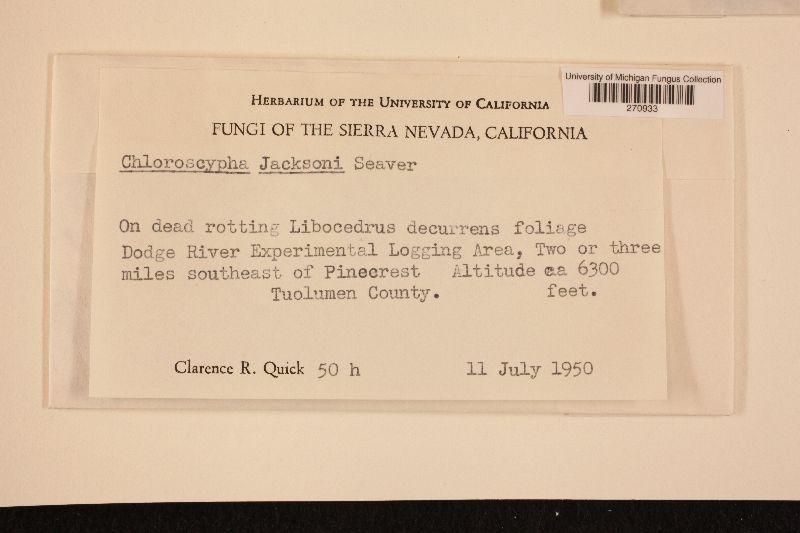 University of Michigan Fungus Collection
270933
HERBARIUM OF THE UNIVERSITY OF CALIFORNIA
FUNGI OF THE SIERRA NEVADA, CALIFORNIA
Chloroscypha Jacksoni Seaver
On dead rotting Libocedrus decurrens foliage
Dodge River Experimental Logging Area, Two or three
miles southeast of Pinecrest Altitude ca 6300
Tuolumen County. feet.
Clarence R. Quick 50 h 11 July 1950